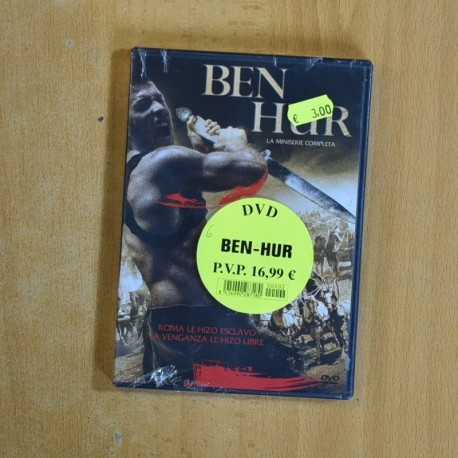 BEN
HUR
€ 3,00
LA MINISERIE COMPLETA
DVD
BEN-HUR
P.V.P. 16,99 €
ROMA LE HIZO ESCLAVO
LA VENGANZA LE HIZO LIBRE
DVD